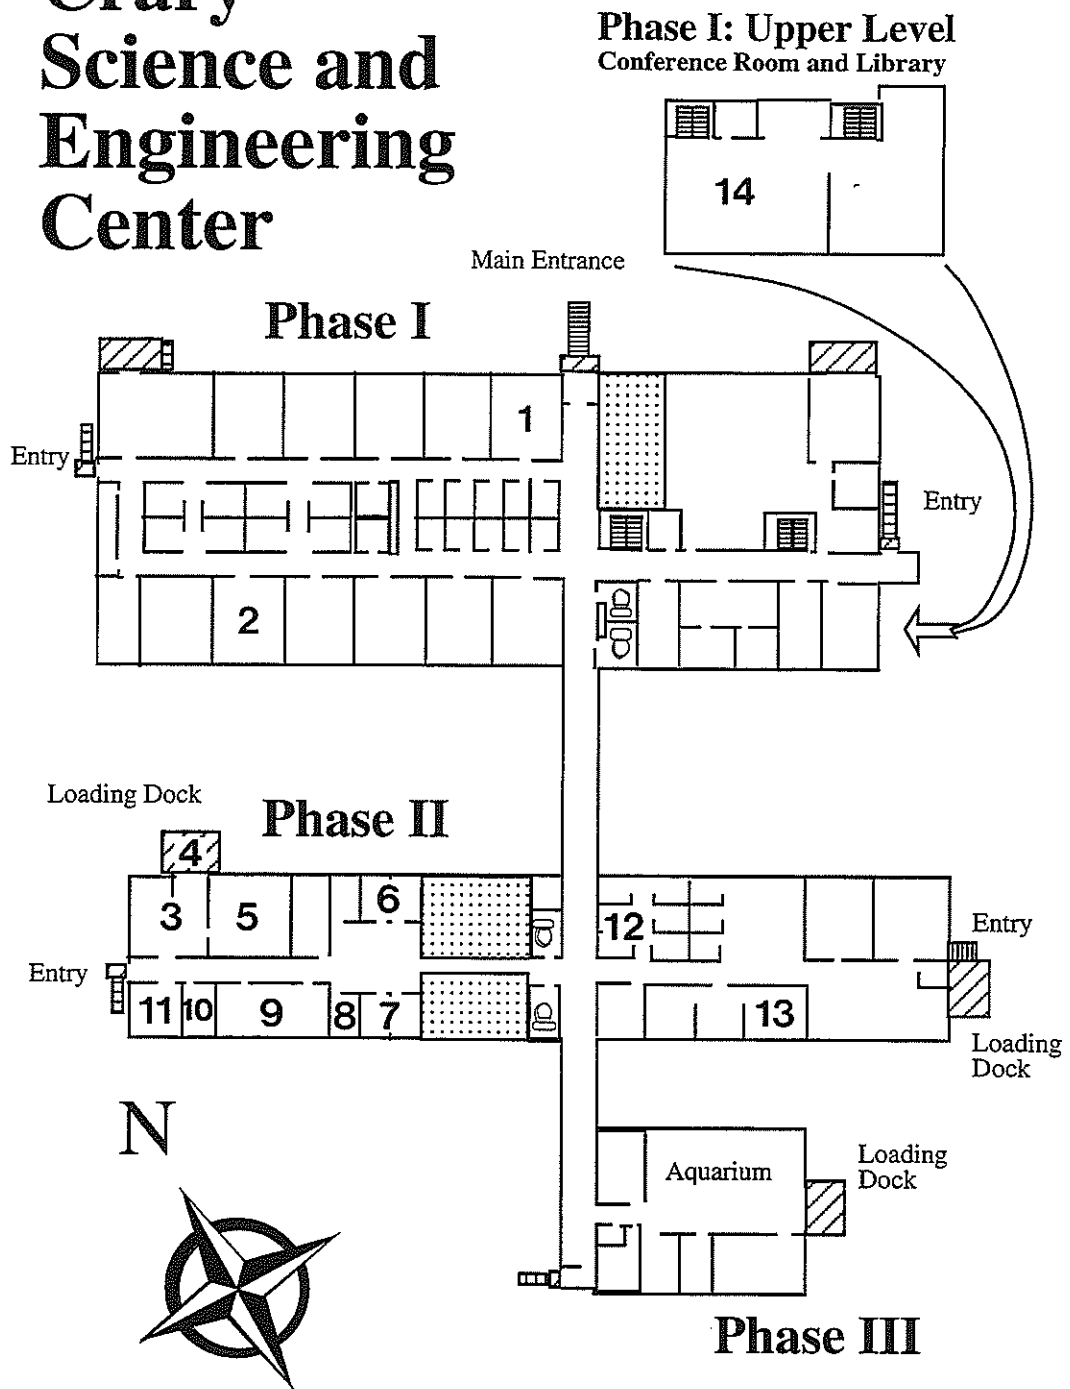 Crary
Science and
Engineering
Center
Phase I: Upper Level
Conference Room and Library
14
Main Entrance
Phase I
1
Entry
Entry
2
Loading Dock
Phase II
4
3
5
6
12
Entry
Entry
11
10
9
8
7
13
Loading
Dock
N
Aquarium
Loading
Dock
Phase III